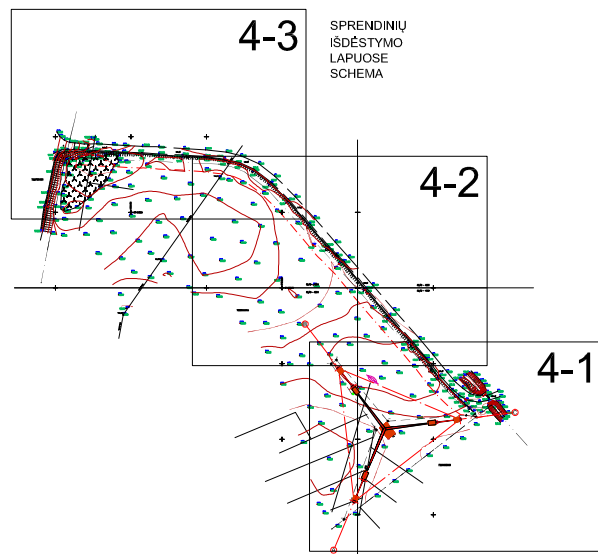 4-3
SPRENDINIŲ
IŠDĖSTYMO
LAPUOSE
SCHEMA
4-2
4-1